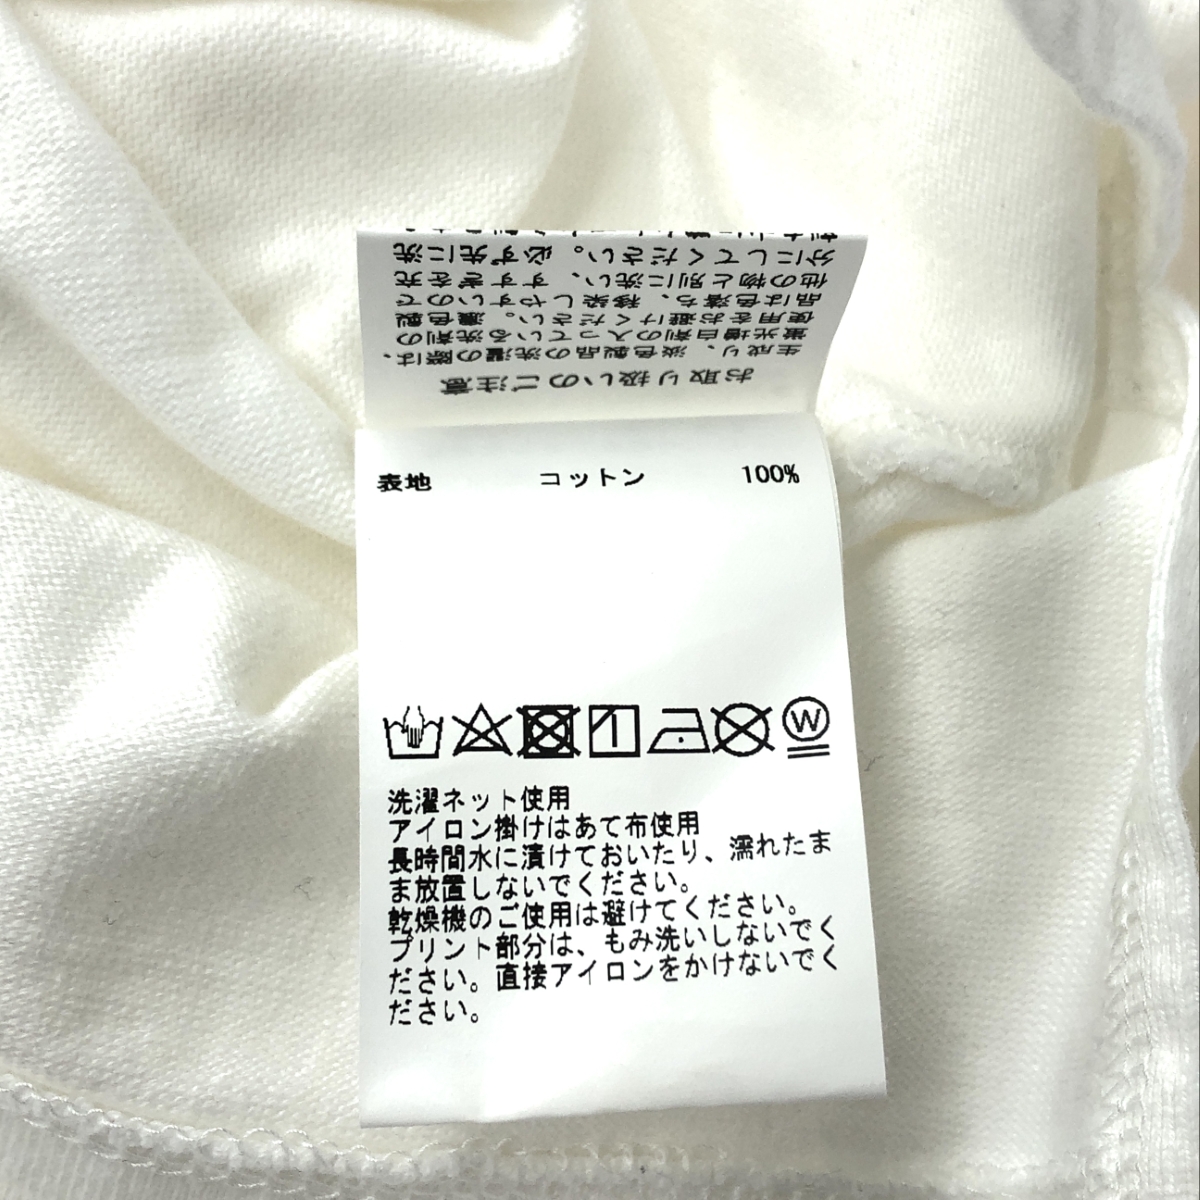 お取り扱いのご注意
生成り、淡色製品の洗濯の際は、
蛍光増白剤の入っている洗剤の
使用をお避けください。濃色製
品は色落ち、移染しやすいので
他の物と別に洗い、すすぎを充
分にしてください。必ず先に洗
表地 コットン 100%
W
洗濯ネット使用
アイロン掛けはあて布使用
長時間水に漬けておいたり、濡れたま
ま放置しないでください。
乾燥機のご使用は避けてください。
プリント部分は、もみ洗いしないでく
ださい。直接アイロンをかけないでく
ださい。